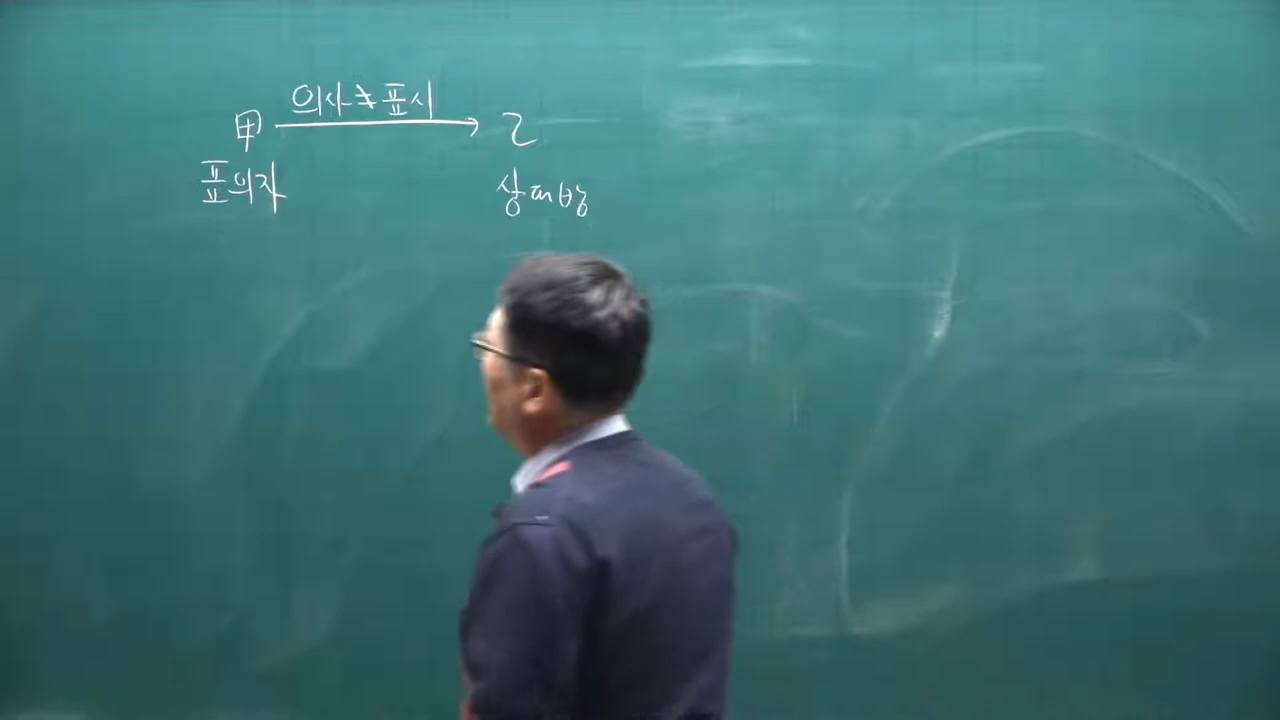 의사≠표시
甲 → 乙
표의자
상대방